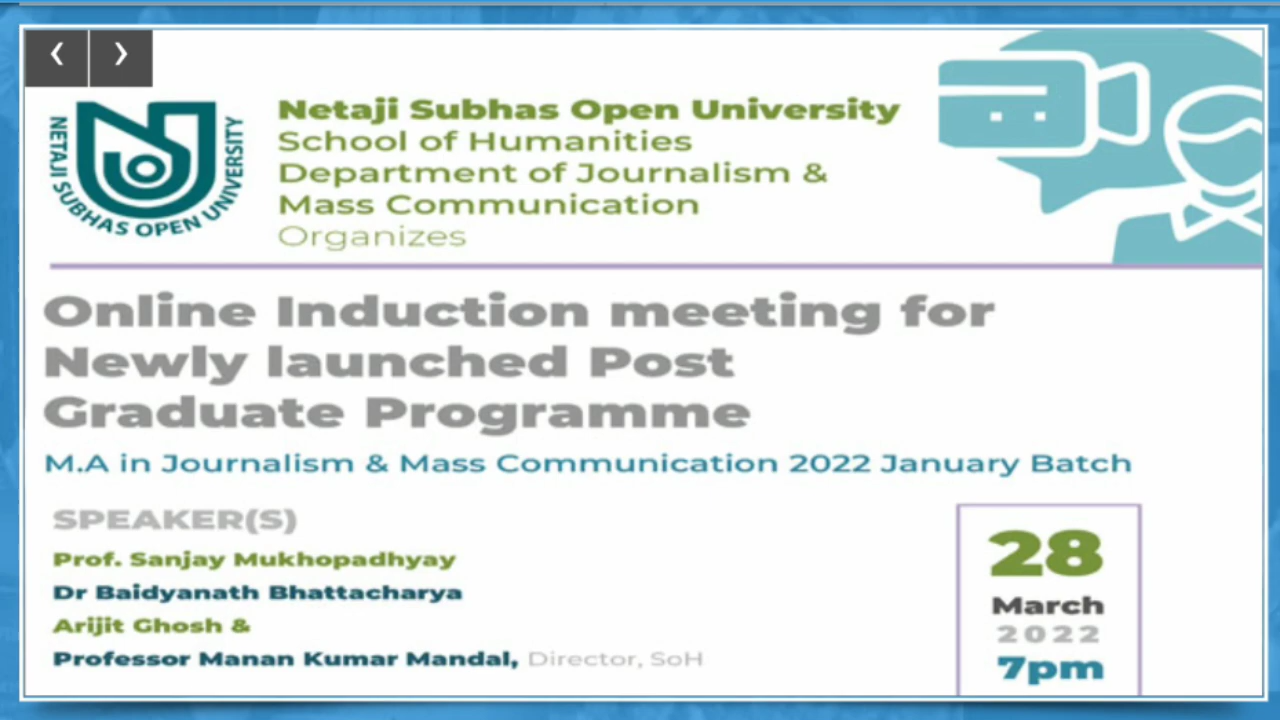 NETAJI SUBHAS OPEN UNIVERSITY
Netaji Subhas Open University
School of Humanities
Department of Journalism &
Mass Communication
Organizes
Online Induction meeting for
Newly launched Post
Graduate Programme
M.A in Journalism & Mass Communication 2022 January Batch
SPEAKER(S)
Prof. Sanjay Mukhopadhyay
Dr Baidyanath Bhattacharya
Arijit Ghosh &
Professor Manan Kumar Mandal, Director, SoH
28
March
2022
7pm